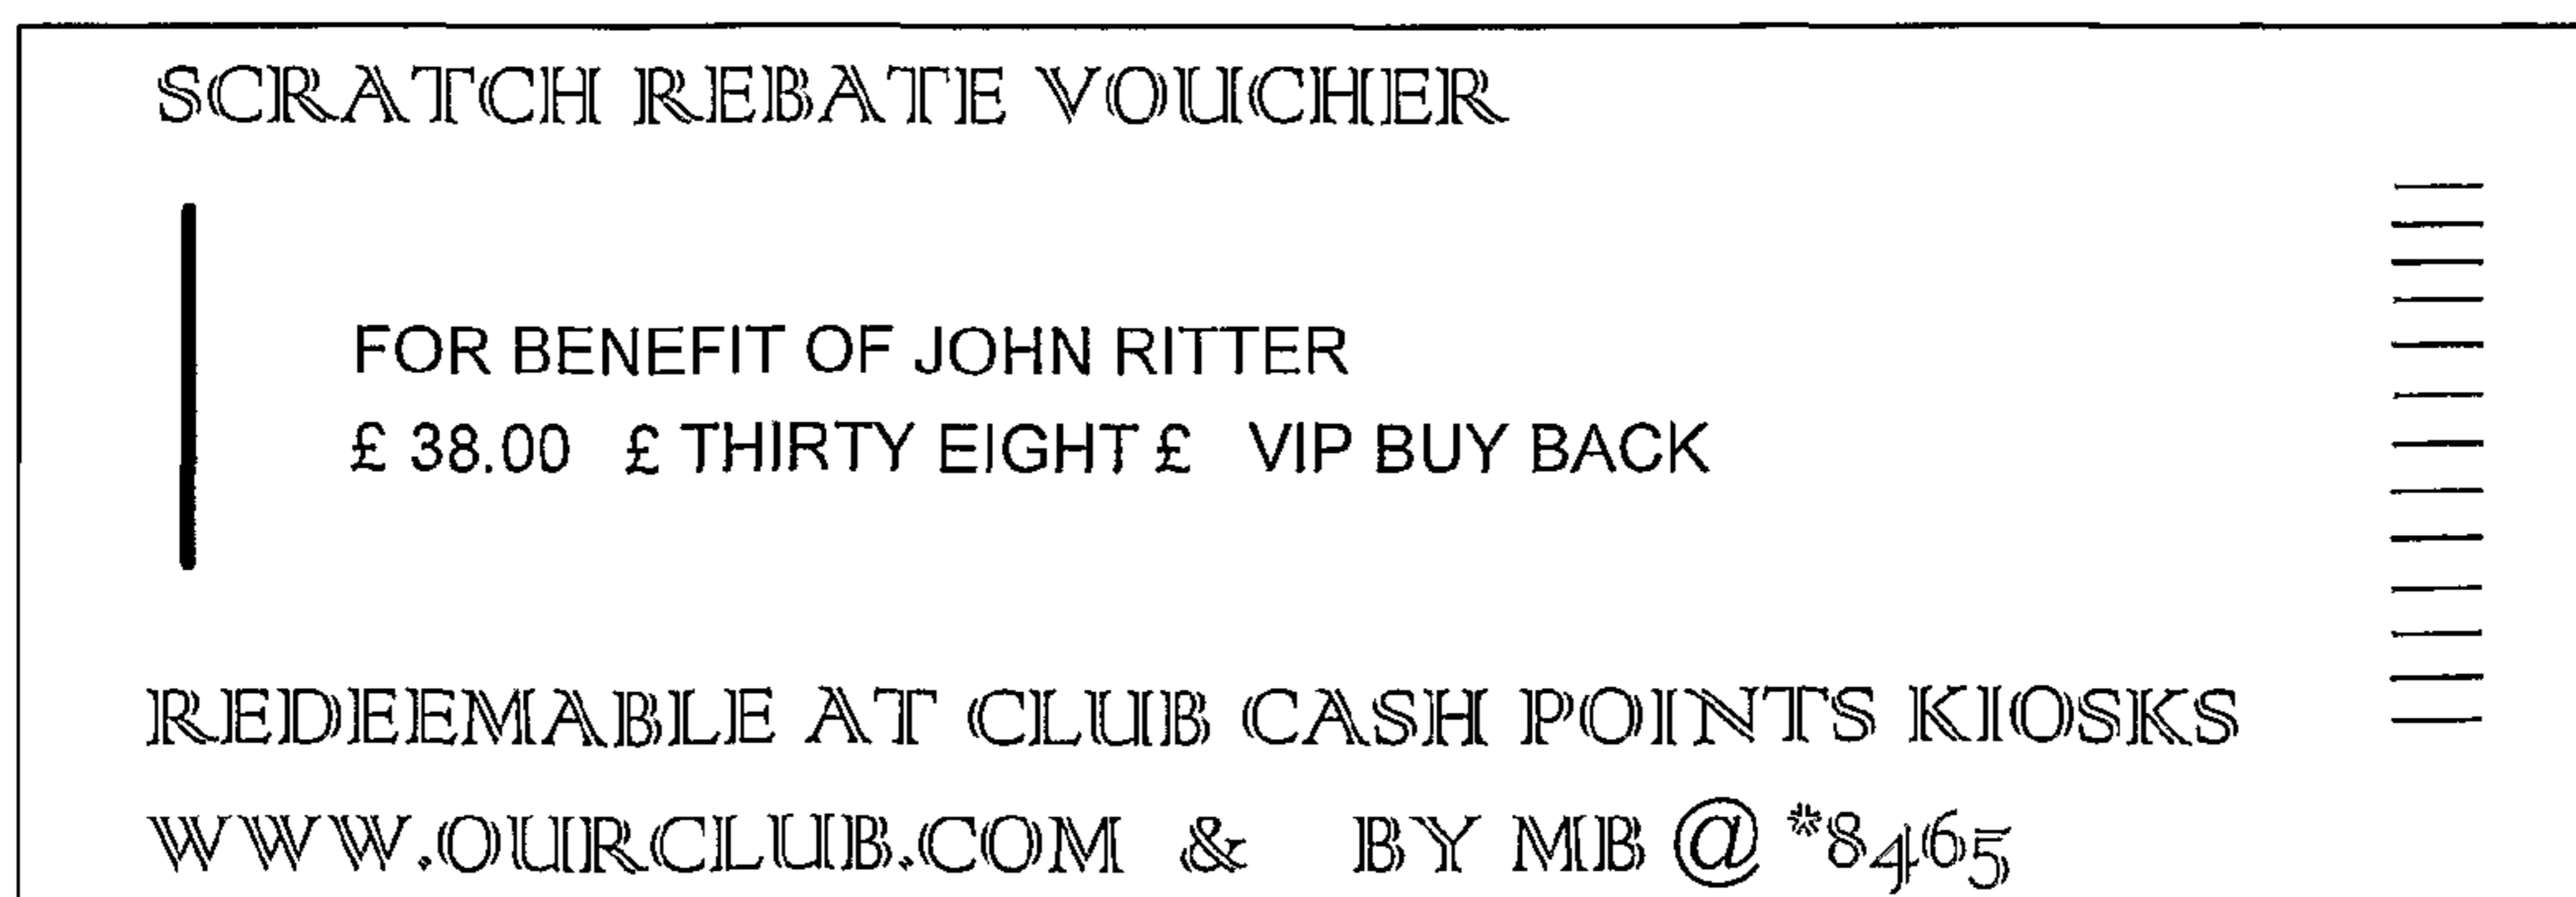 SCRATCH REBATE VOUCHER
FOR BENEFIT OF JOHN RITTER
£ 38.00 £ THIRTY EIGHT £ VIP BUY BACK
REDEEMABLE AT CLUB CASH POINTS KIOSKS
WWW.OURCLUB.COM & BY MB @ *8465